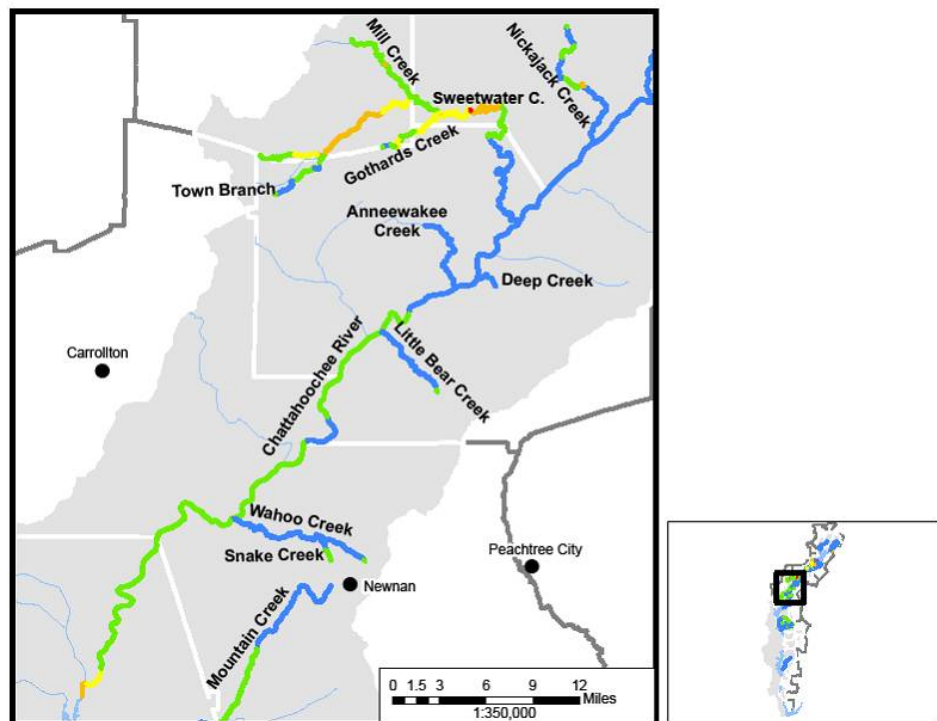 Mill Creek
Nickajack Creek
Sweetwater C.
Gothards Creek
Town Branch
Anneewakee
Creek
Deep Creek
Chattahoochee River
Little Bear Creek
Carrollton
Wahoo Creek
Snake Creek
Peachtree City
Newnan
Mountain Creek
0 1.5 3 6 9 12
Miles
1:350,000